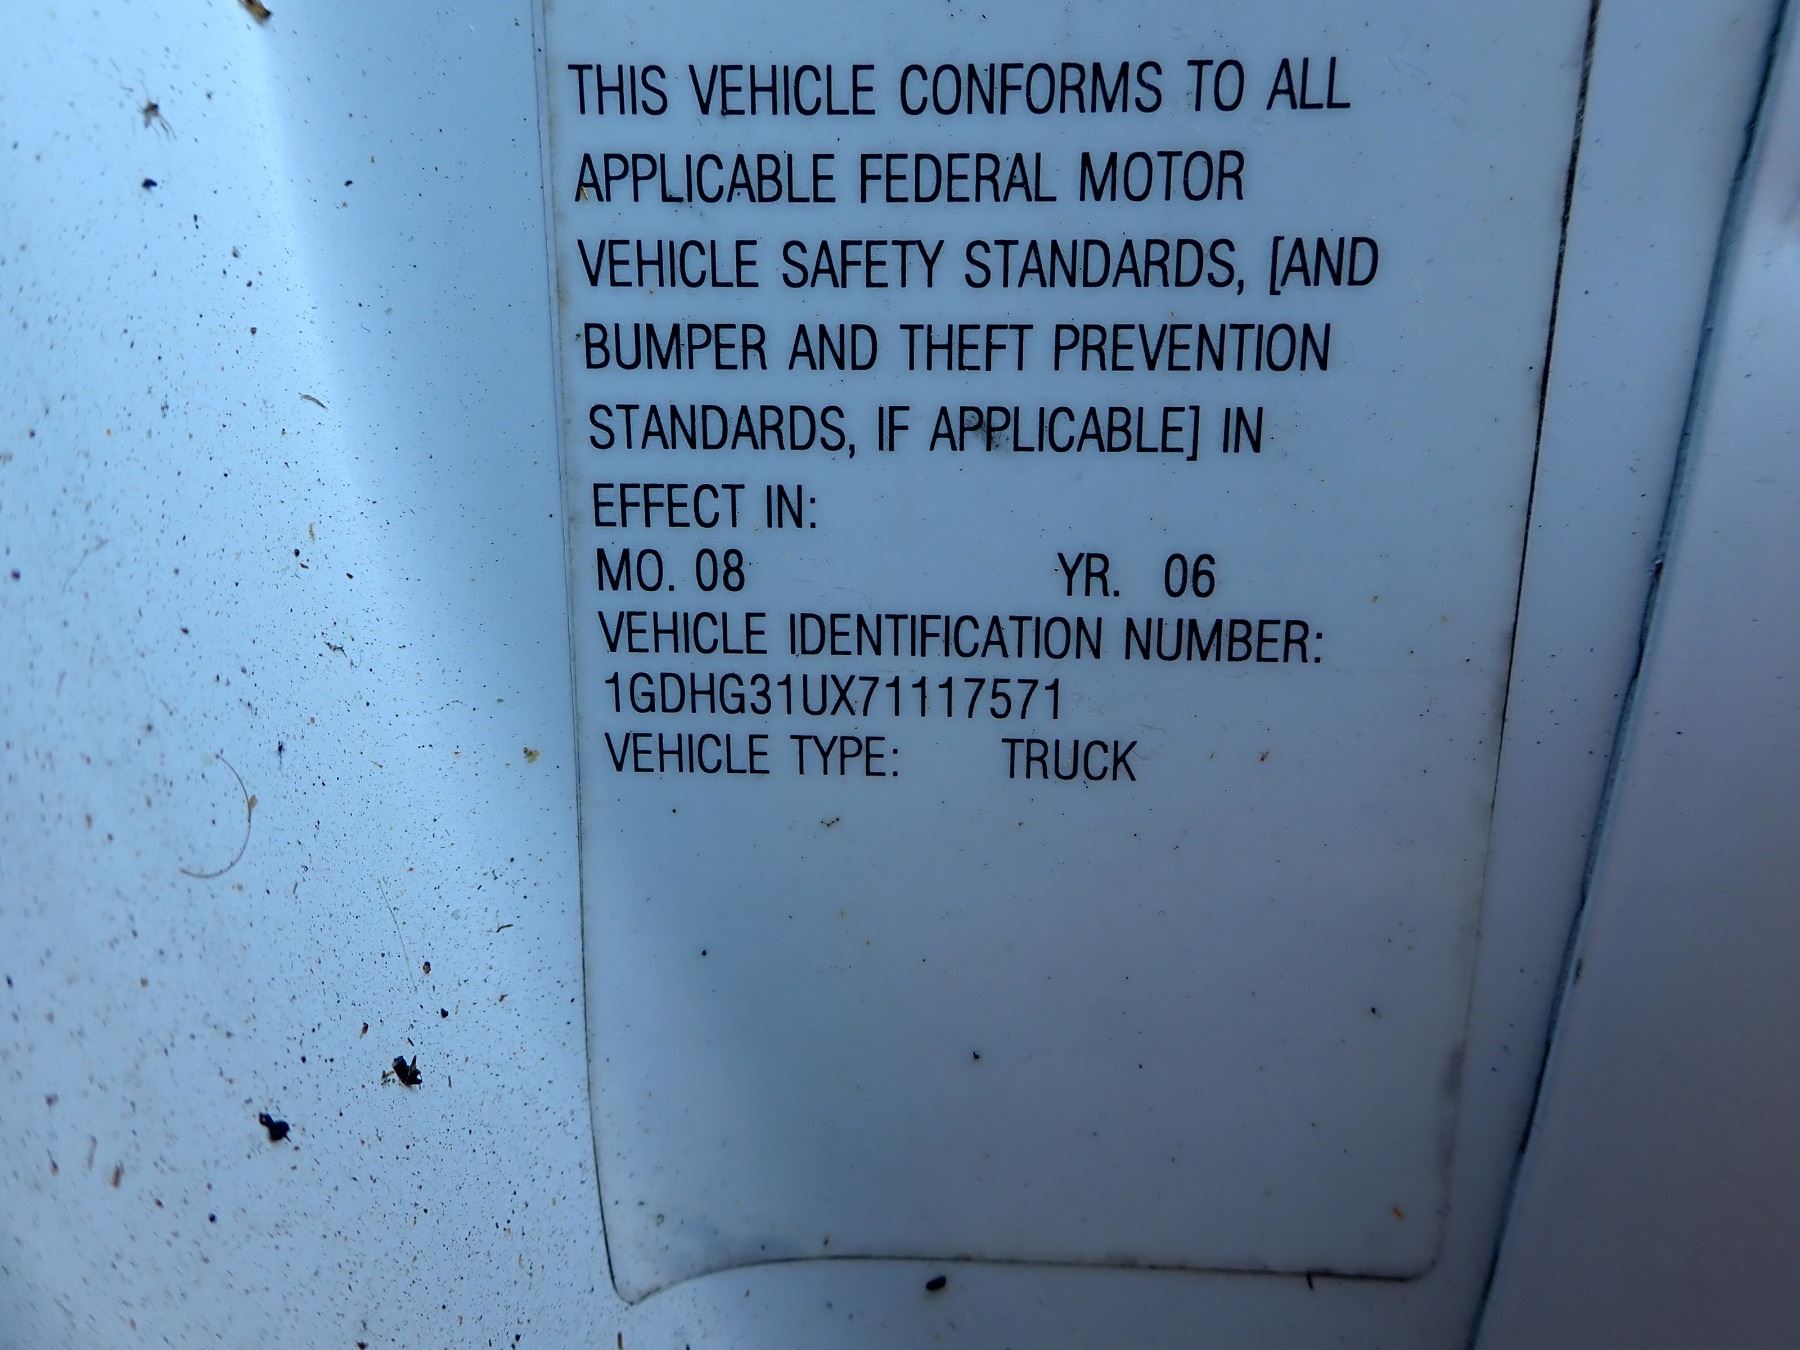 THIS VEHICLE CONFORMS TO ALL
APPLICABLE FEDERAL MOTOR
VEHICLE SAFETY STANDARDS, [AND
BUMPER AND THEFT PREVENTION
STANDARDS, IF APPLICABLE] IN
EFFECT IN:
MO. 08 YR. 06
VEHICLE IDENTIFICATION NUMBER:
1GDHG31UX71117571
VEHICLE TYPE: TRUCK